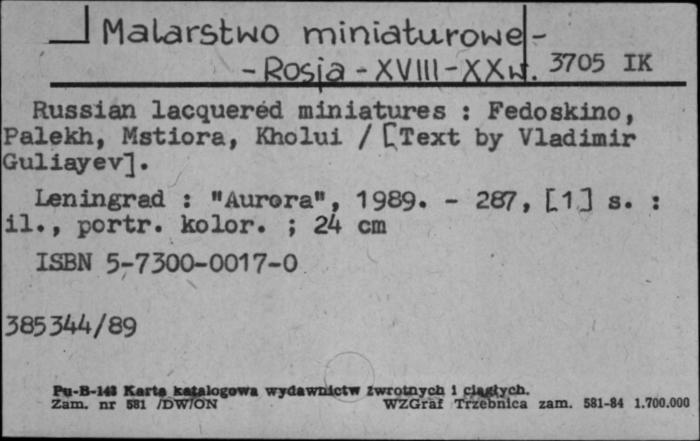 Malarstwo miniaturowe -
- Rosja - XVIII - XX w. 3705 IK
Russian lacquered miniatures : Fedoskino,
Palekh, Mstiora, Kholui / [Text by Vladimir
Guliayev].
Leningrad : "Aurora", 1989. - 287, [1] s. :
il., portr. kolor. ; 24 cm
ISBN 5-7300-0017-0
385344/89
Pu-B-143 Karta katalogowa wydawnictw zwrotnych i ciągłych.
Zam. nr 581 /DW/ON WZGraf Trzebnica zam. 581-84 1.700.000